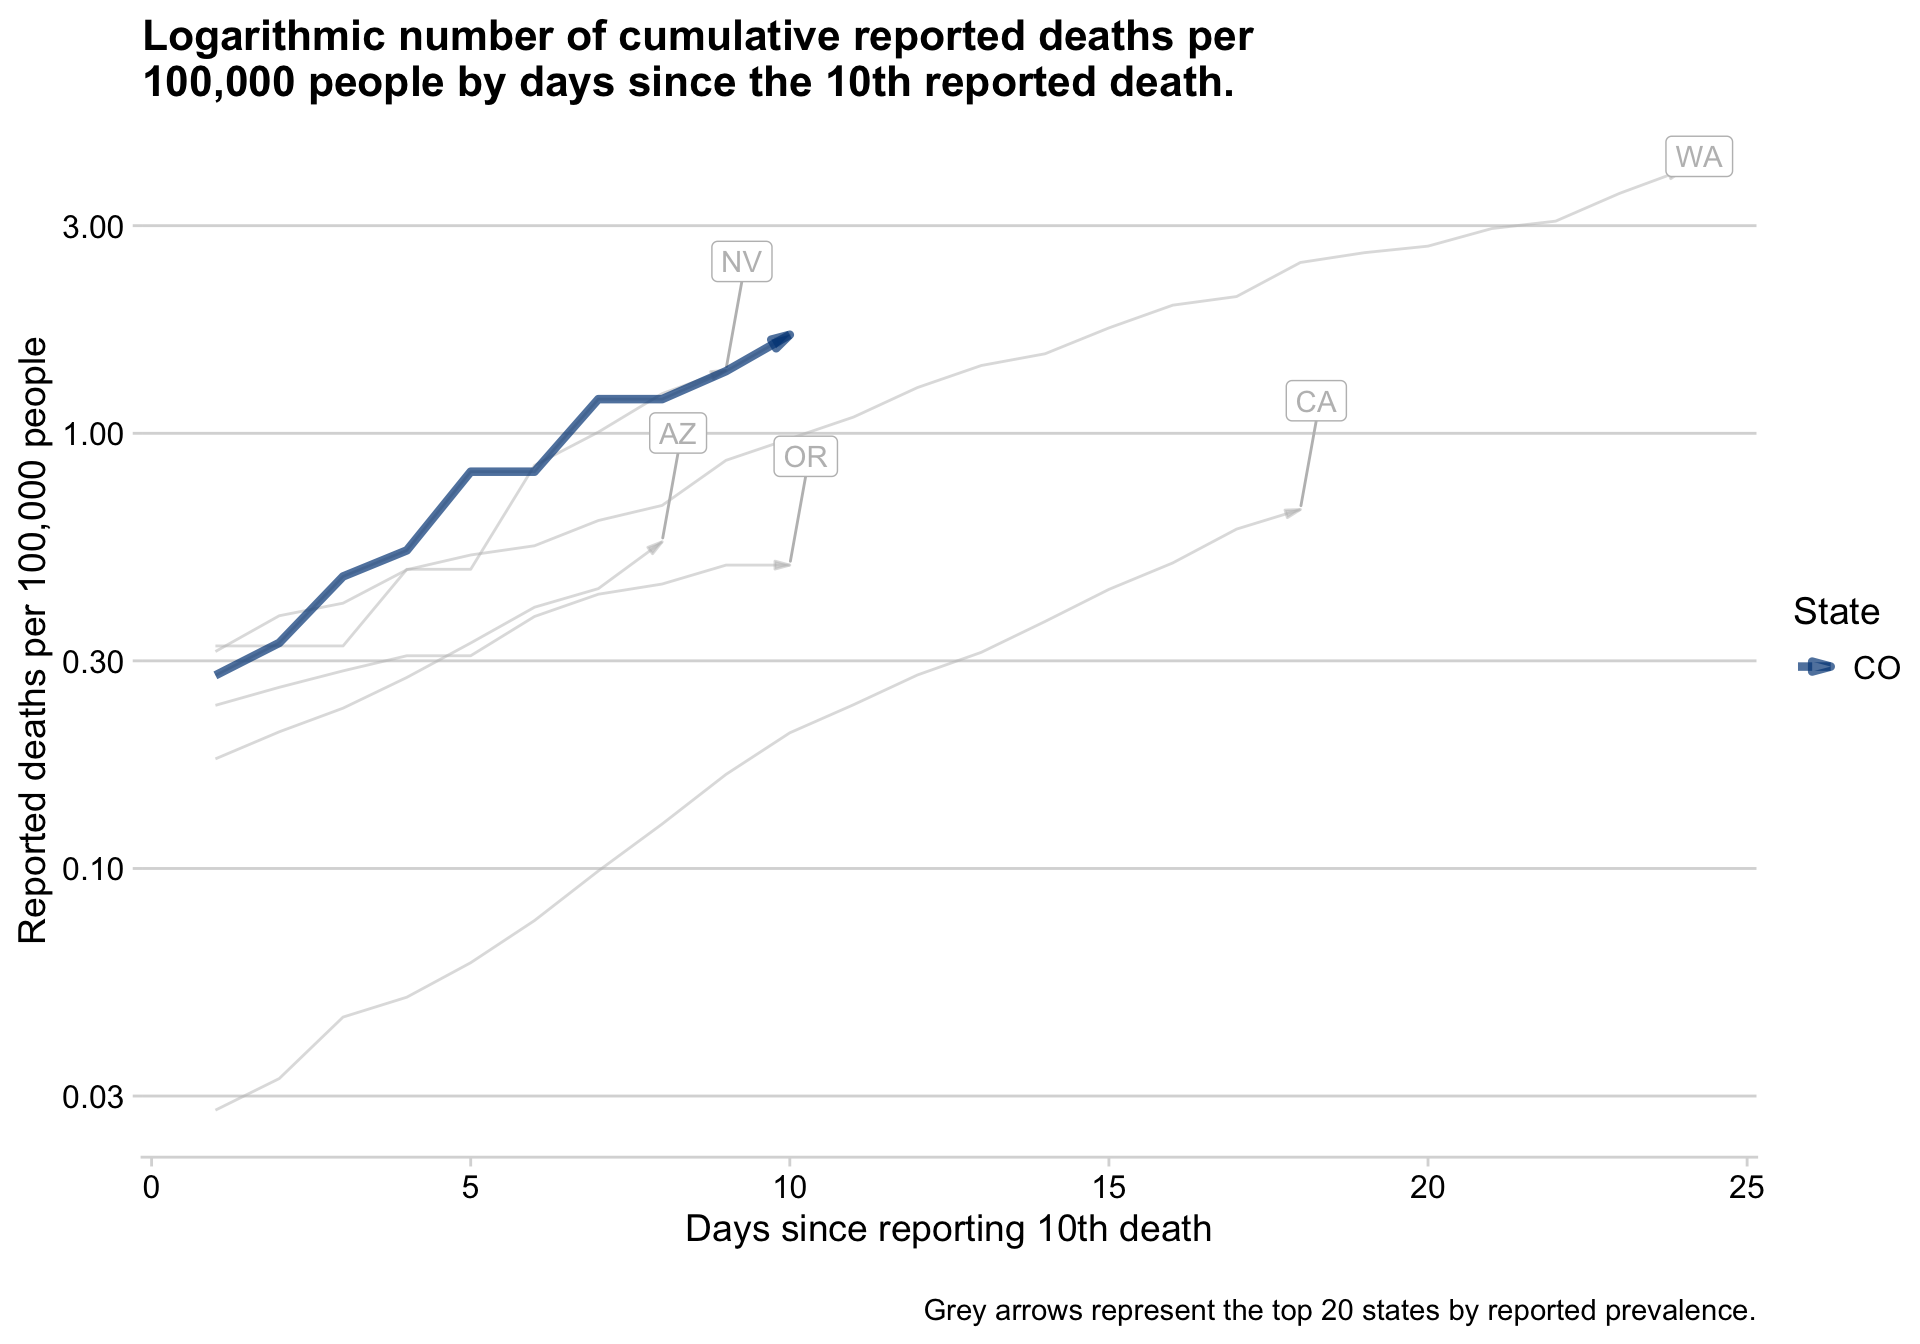 Logarithmic number of cumulative reported deaths per
100,000 people by days since the 10th reported death.
WA
3.00
NV
CA
1.00
AZ
OR
Reported deaths per 100,000 people
State
0.30
CO
0.10
0.03
0 5 10 15 20 25
Days since reporting 10th death
Grey arrows represent the top 20 states by reported prevalence.